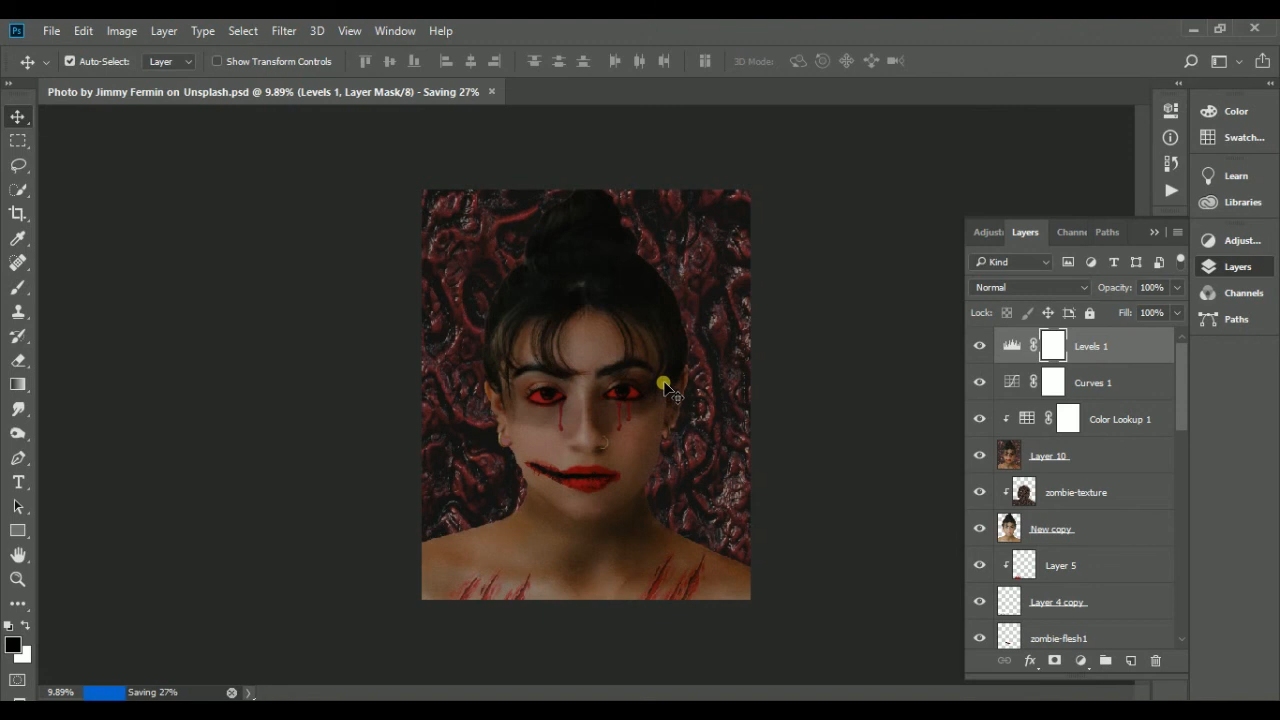 Ps File Edit Image Layer Type Select Filter 3D View Window Help
Auto-Select: Layer Show Transform Controls 3D Mode:
Photo by Jimmy Fermin on Unsplash.psd @ 9.89% (Levels 1, Layer Mask/8) - Saving 27%
Color
Swatch...
Learn
Libraries
Adjust...
Layers
Channels
Paths
Adjust Layers Channe Paths
Kind
Normal Opacity: 100%
Lock: Fill: 100%
Levels 1
Curves 1
Color Lookup 1
Layer 10
zombie-texture
New copy
Layer 5
Layer 4 copy
zombie-flesh1
fx
9.89% Saving 27%